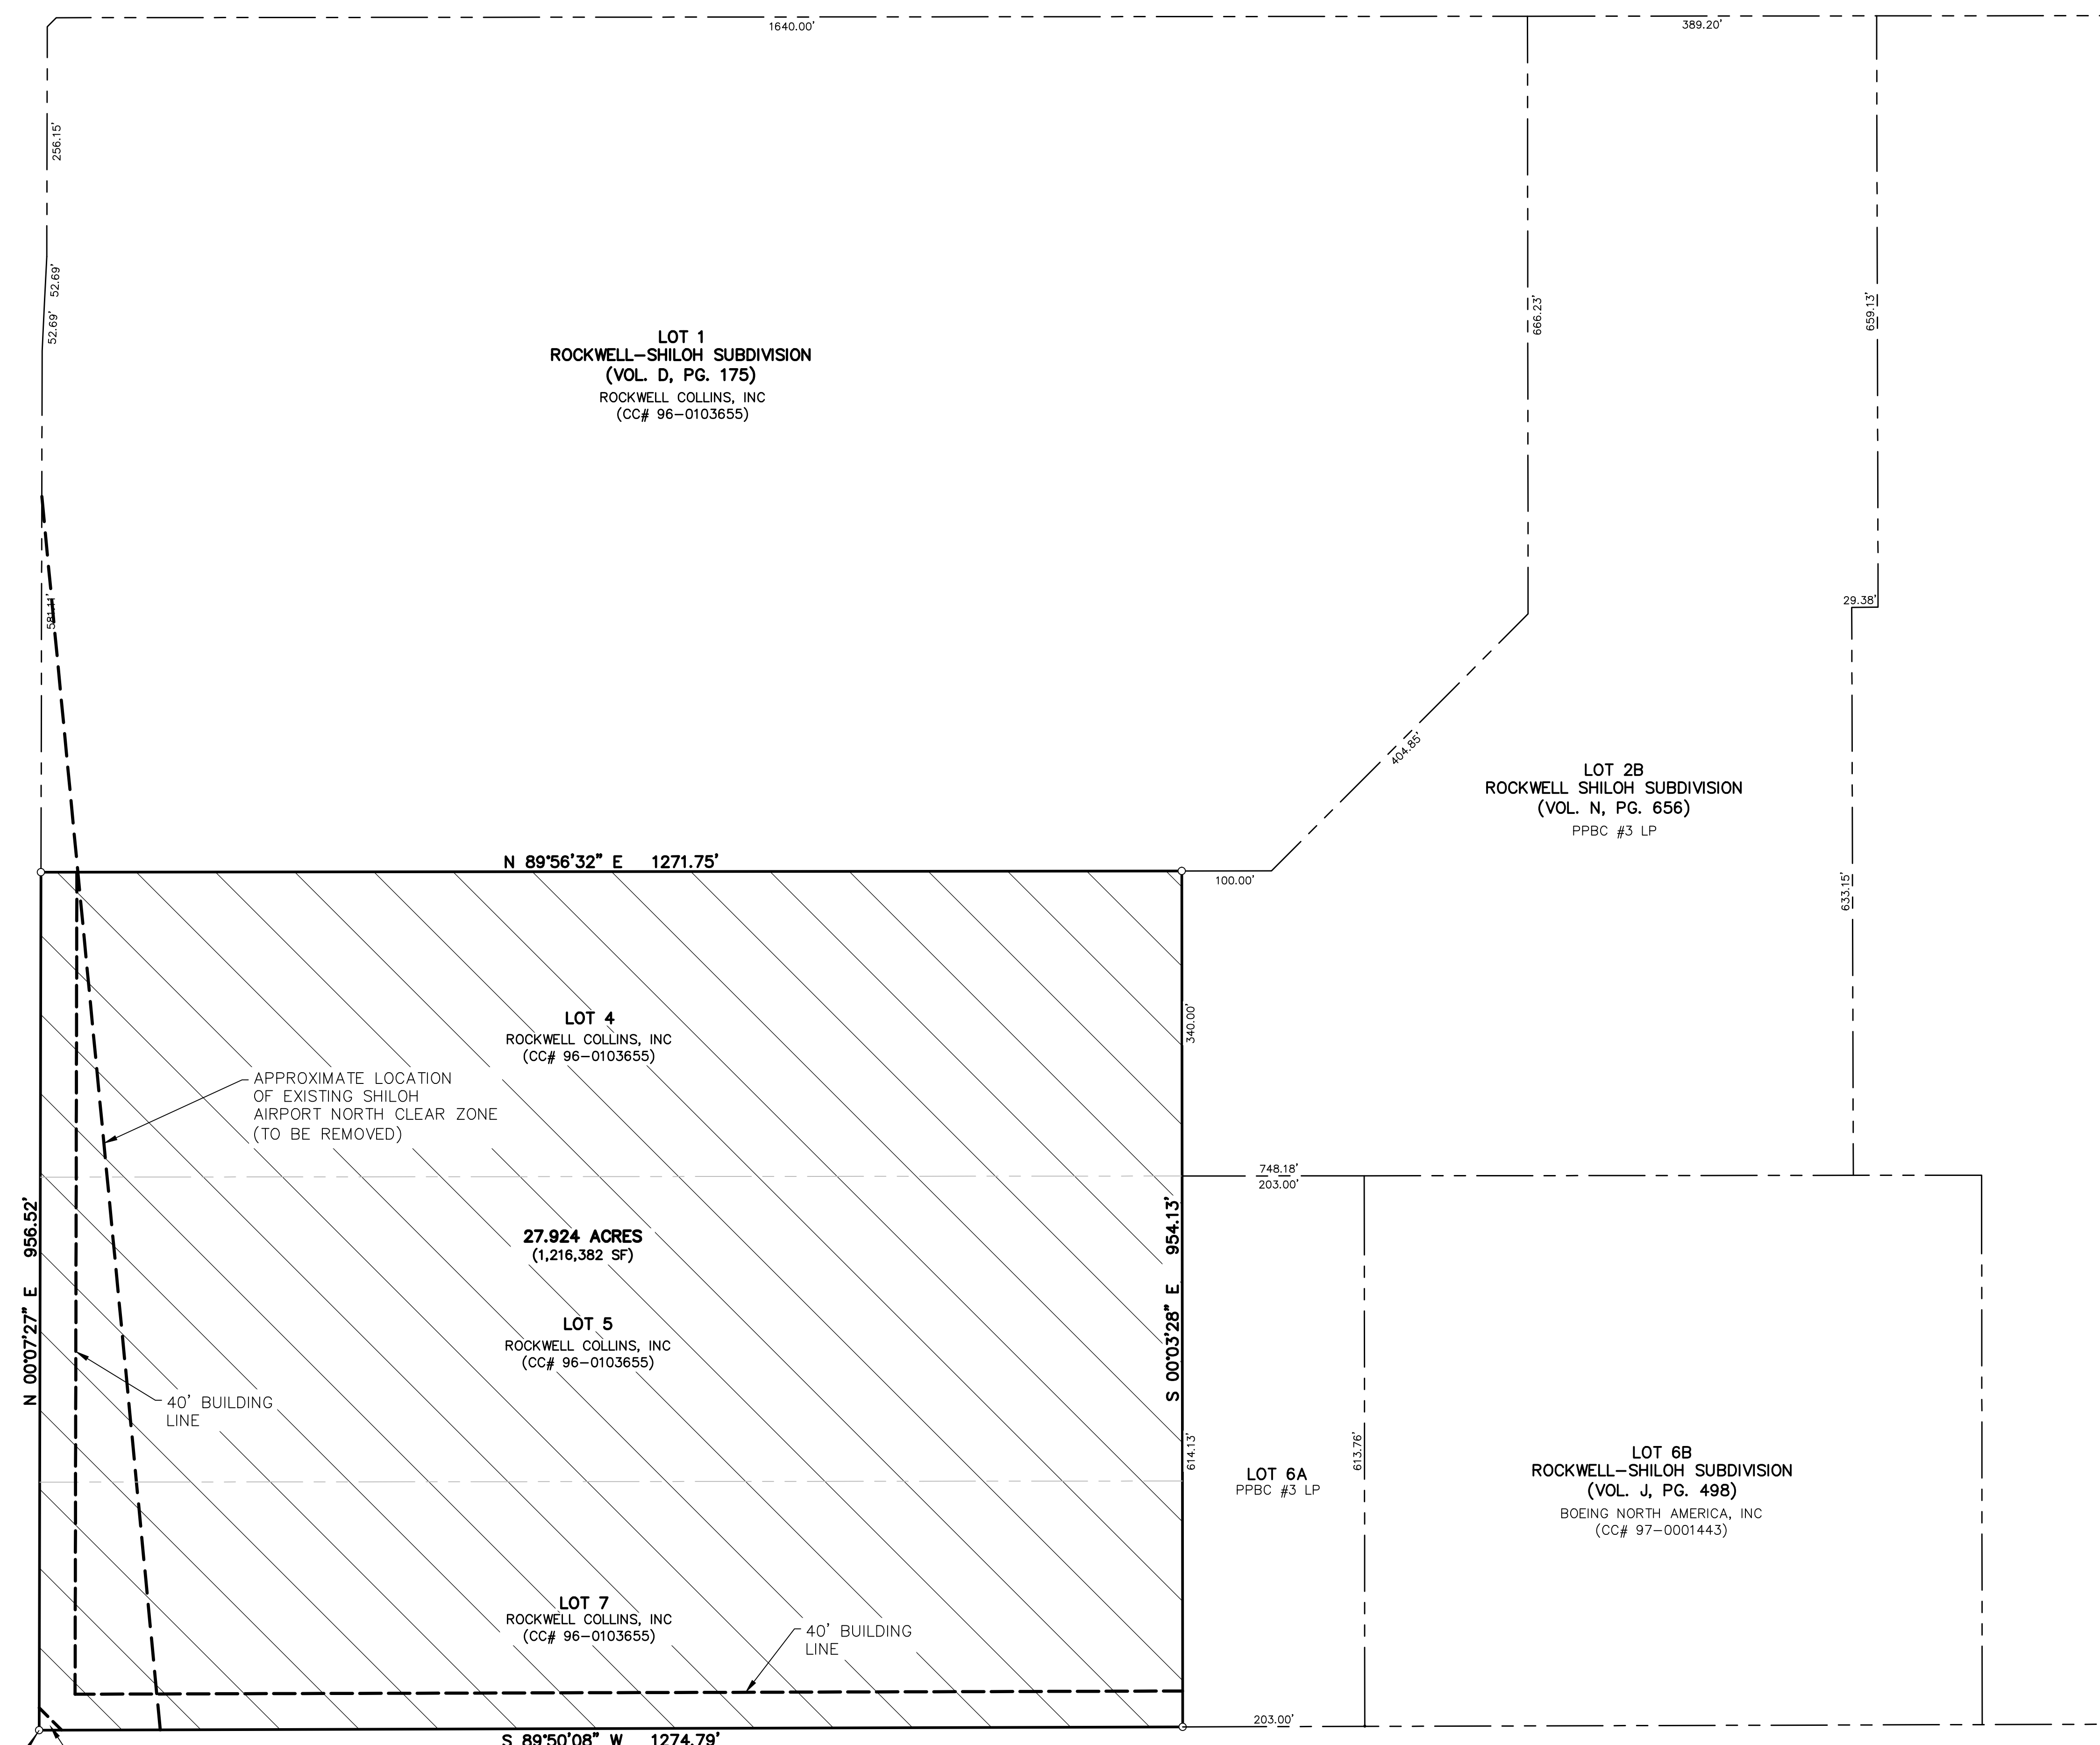 1640.00'
389.20'
256.15'
52.69'
52.69'
666.23'
659.13'
LOT 1
ROCKWELL–SHILOH SUBDIVISION
(VOL. D, PG. 175)
ROCKWELL COLLINS, INC
(CC# 96–0103655)
581.11'
29.38'
404.85'
LOT 2B
ROCKWELL SHILOH SUBDIVISION
(VOL. N, PG. 656)
PPBC #3 LP
N 89°56'32" E 1271.75'
100.00'
633.15'
340.00'
LOT 4
ROCKWELL COLLINS, INC
(CC# 96–0103655)
APPROXIMATE LOCATION
OF EXISTING SHILOH
AIRPORT NORTH CLEAR ZONE
(TO BE REMOVED)
748.18'
203.00'
N 00°07'27" E 956.52'
27.924 ACRES
(1,216,382 SF)
S 00°03'28" E 954.13'
LOT 5
ROCKWELL COLLINS, INC
(CC# 96–0103655)
40' BUILDING
LINE
614.13'
613.76'
LOT 6A
PPBC #3 LP
LOT 6B
ROCKWELL–SHILOH SUBDIVISION
(VOL. J, PG. 498)
BOEING NORTH AMERICA, INC
(CC# 97–0001443)
LOT 7
ROCKWELL COLLINS, INC
(CC# 96–0103655)
40' BUILDING
LINE
203.00'
S 89°50'08" W 1274.79'